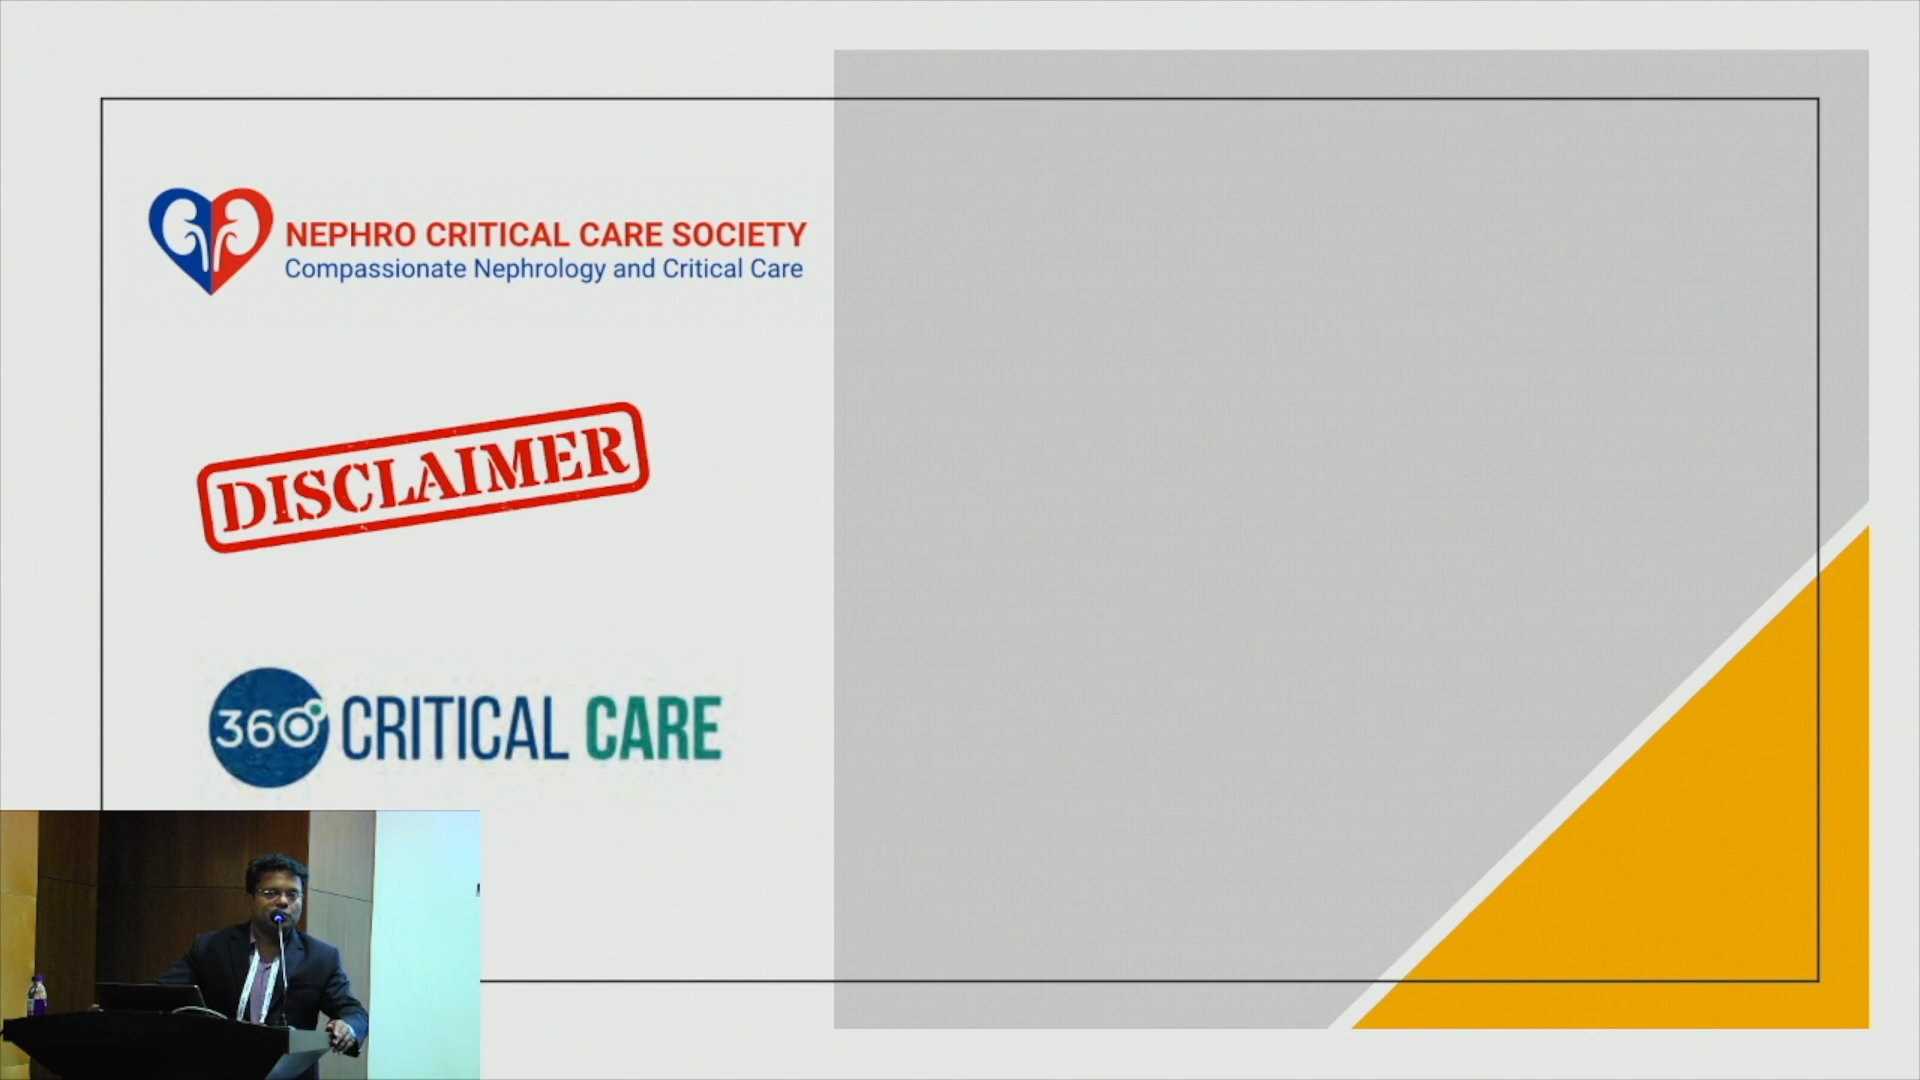 NEPHRO CRITICAL CARE SOCIETY
Compassionate Nephrology and Critical Care
DISCLAIMER
360° CRITICAL CARE